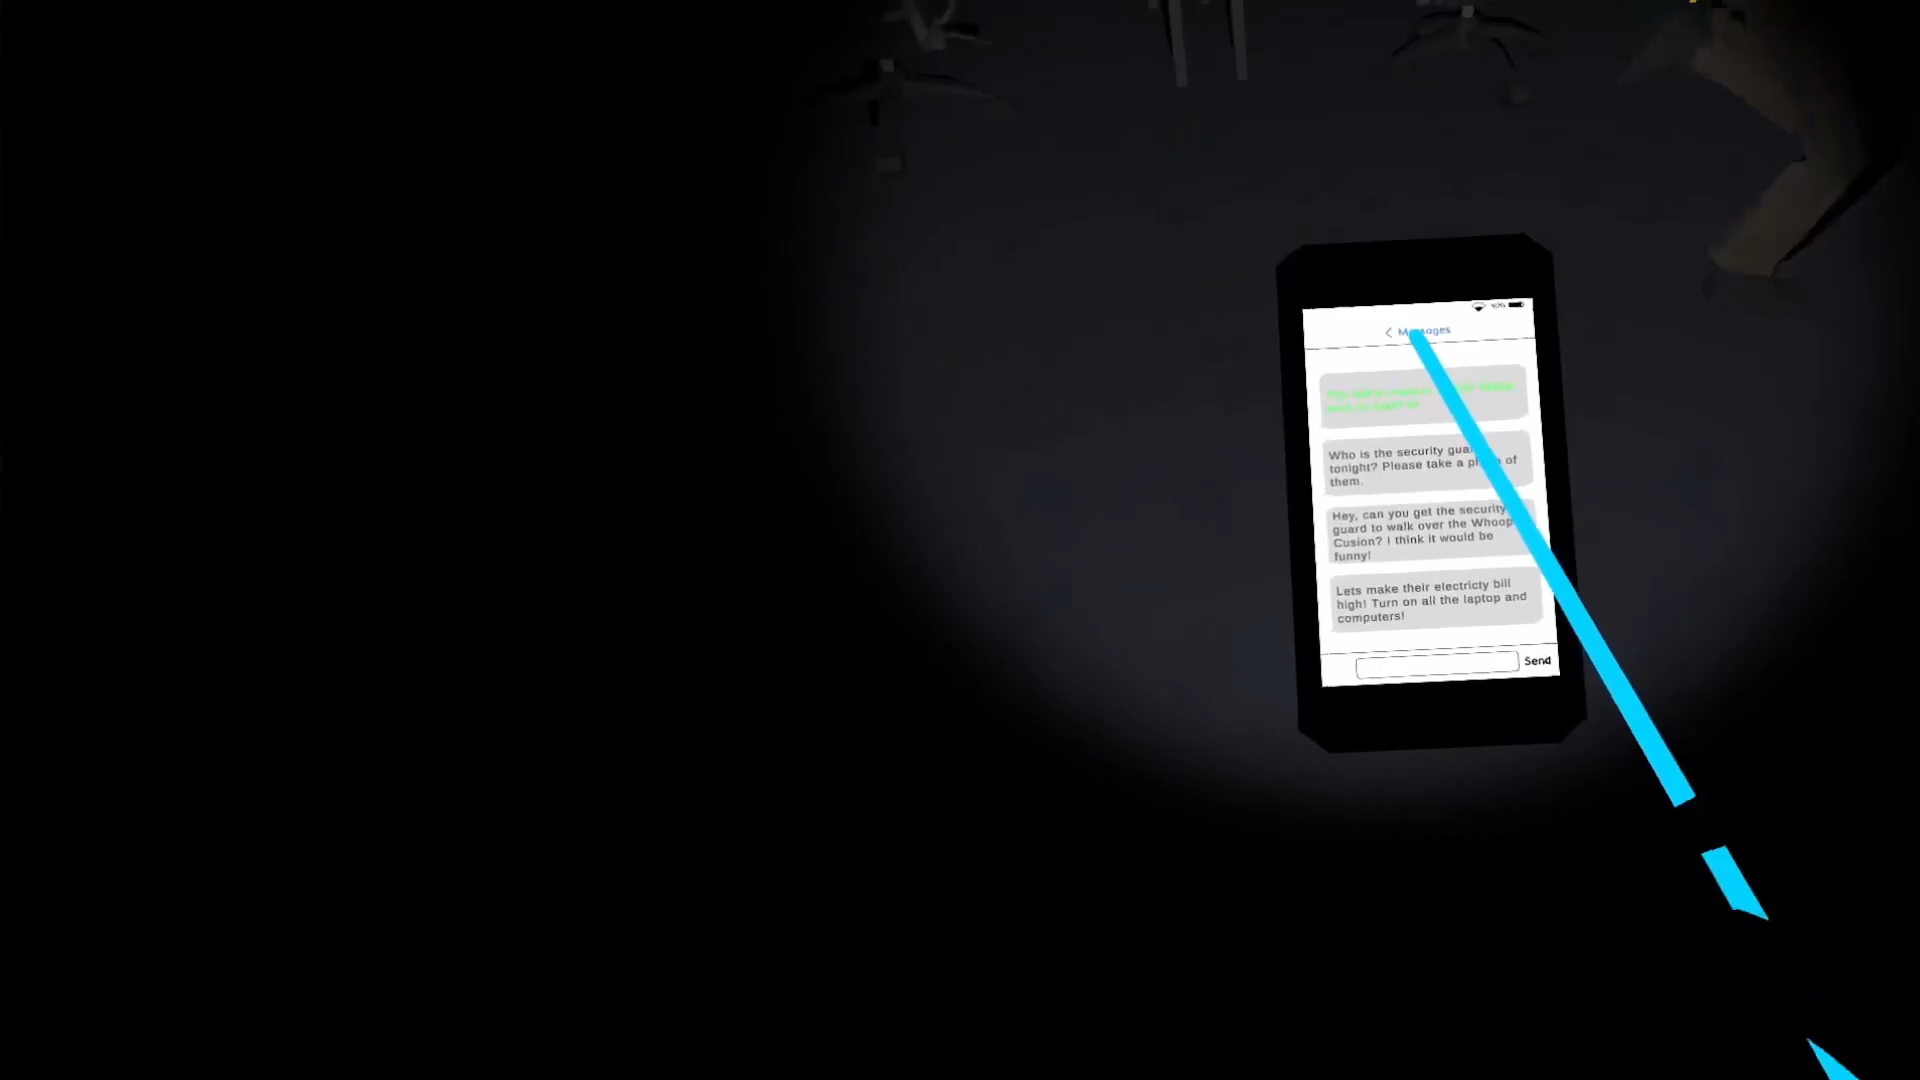 < Messages
Who is the security guard
tonight? Please take a photo of
them.
Hey, can you get the security
guard to walk over the Whoop
Cusion? I think it would be
funny!
Lets make their electricty bill
high! Turn on all the laptop and
computers!
Send